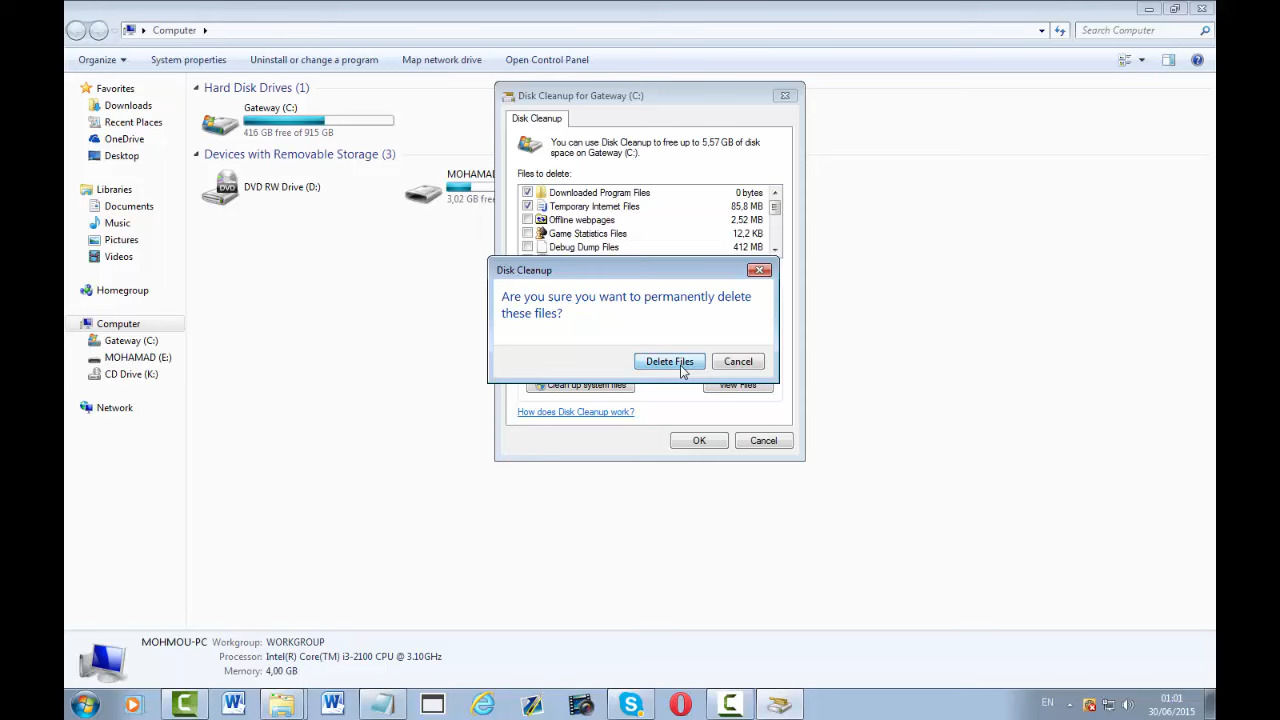 Computer
Search Computer
Organize
System properties
Uninstall or change a program
Map network drive
Open Control Panel
Favorites
Downloads
Recent Places
OneDrive
Desktop
Libraries
Documents
Music
Pictures
Videos
Homegroup
Computer
Gateway (C:)
MOHAMAD (E:)
CD Drive (K:)
Network
Hard Disk Drives (1)
Gateway (C:)
416 GB free of 915 GB
Devices with Removable Storage (3)
DVD
DVD RW Drive (D:)
MOHAMAD
3,02 GB free
Disk Cleanup for Gateway (C:)
Disk Cleanup
You can use Disk Cleanup to free up to 5,57 GB of disk
space on Gateway (C:).
Files to delete:
Downloaded Program Files 0 bytes
Temporary Internet Files 85,8 MB
Offline webpages 2,52 MB
Game Statistics Files 12,2 KB
Debug Dump Files 412 MB
Disk Cleanup
Are you sure you want to permanently delete
these files?
Delete Files
Cancel
Clean up system files
View Files
How does Disk Cleanup work?
OK
Cancel
MOHMOU-PC Workgroup: WORKGROUP
Processor: Intel(R) Core(TM) i3-2100 CPU @ 3.10GHz
Memory: 4,00 GB
EN
01:01
30/06/2015